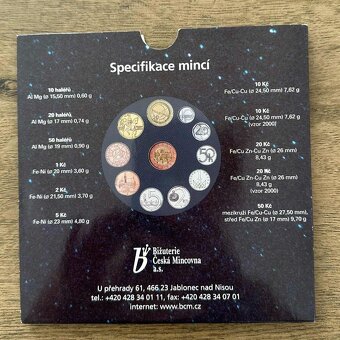 Specifikace mincí
10 haléřů
Al Mg (ø 15,50 mm) 0,60 g
20 haléřů
Al Mg (ø 17 mm) 0,74 g
50 haléřů
Al Mg (ø 19 mm) 0,90 g
1 Kč
Fe-Ni (ø 20 mm) 3,60 g
2 Kč
Fe-Ni (ø 21,50 mm) 3,70 g
5 Kč
Fe-Ni (ø 23 mm) 4,80 g
10 Kč
Fe/Cu-Cu (ø 24,50 mm) 7,62 g
10 Kč
Fe/Cu-Cu (ø 24,50 mm) 7,62 g
(vzor 2000)
20 Kč
Fe/Cu Zn-Cu Zn (ø 26 mm)
8,43 g
20 Kč
Fe/Cu Zn-Cu Zn (ø 26 mm)
8,43 g
(vzor 2000)
50 Kč
mezikruží Fe/Cu-Cu (ø 27,50 mm),
střed Fe/Cu Zn-Cu Zn (ø 17 mm) 9,70 g
Bižuterie
Česká Mincovna
a.s.
U přehrady 61, 466.23 Jablonec nad Nisou
tel.: +420 428 34 01 11, fax: +420 428 34 07 01
internet: www.bcm.cz